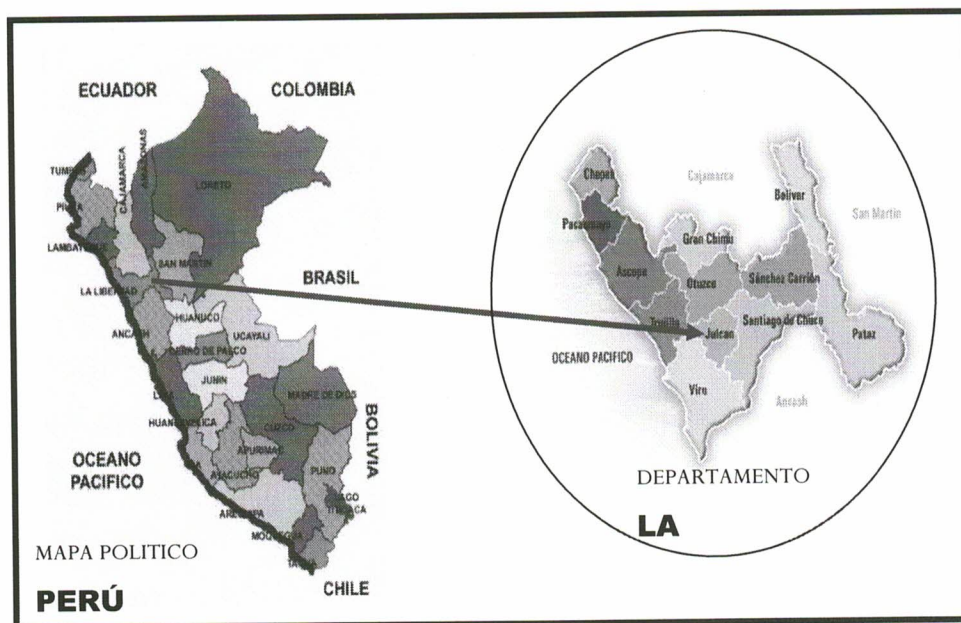 ECUADOR
COLOMBIA
TUMBES
PIURA
CAJAMARCA
AMAZONAS
LORETO
LAMBAYEQUE
SAN MARTIN
LA LIBERTAD
BRASIL
ANCASH
HUANUCO
UCAYALI
CERRO DE PASCO
JUNIN
LIMA
MADRE DE DIOS
HUANCAVELICA
CUZCO
BOLIVIA
APURIMAC
AYACUCHO
PUNO
OCEANO
PACIFICO
LAGO
TITICACA
AREQUIPA
MOQUEGUA
TACNA
CHILE
MAPA POLITICO
PERÚ
Chepen
Cajamarca
Bolivar
San Martin
Pacasmayo
Gran Chimu
Ascope
Otuzco
Sánchez Carrión
Trujillo
Julcan
Santiago de Chuco
Pataz
OCEANO PACIFICO
Viru
Ancash
DEPARTAMENTO
LA